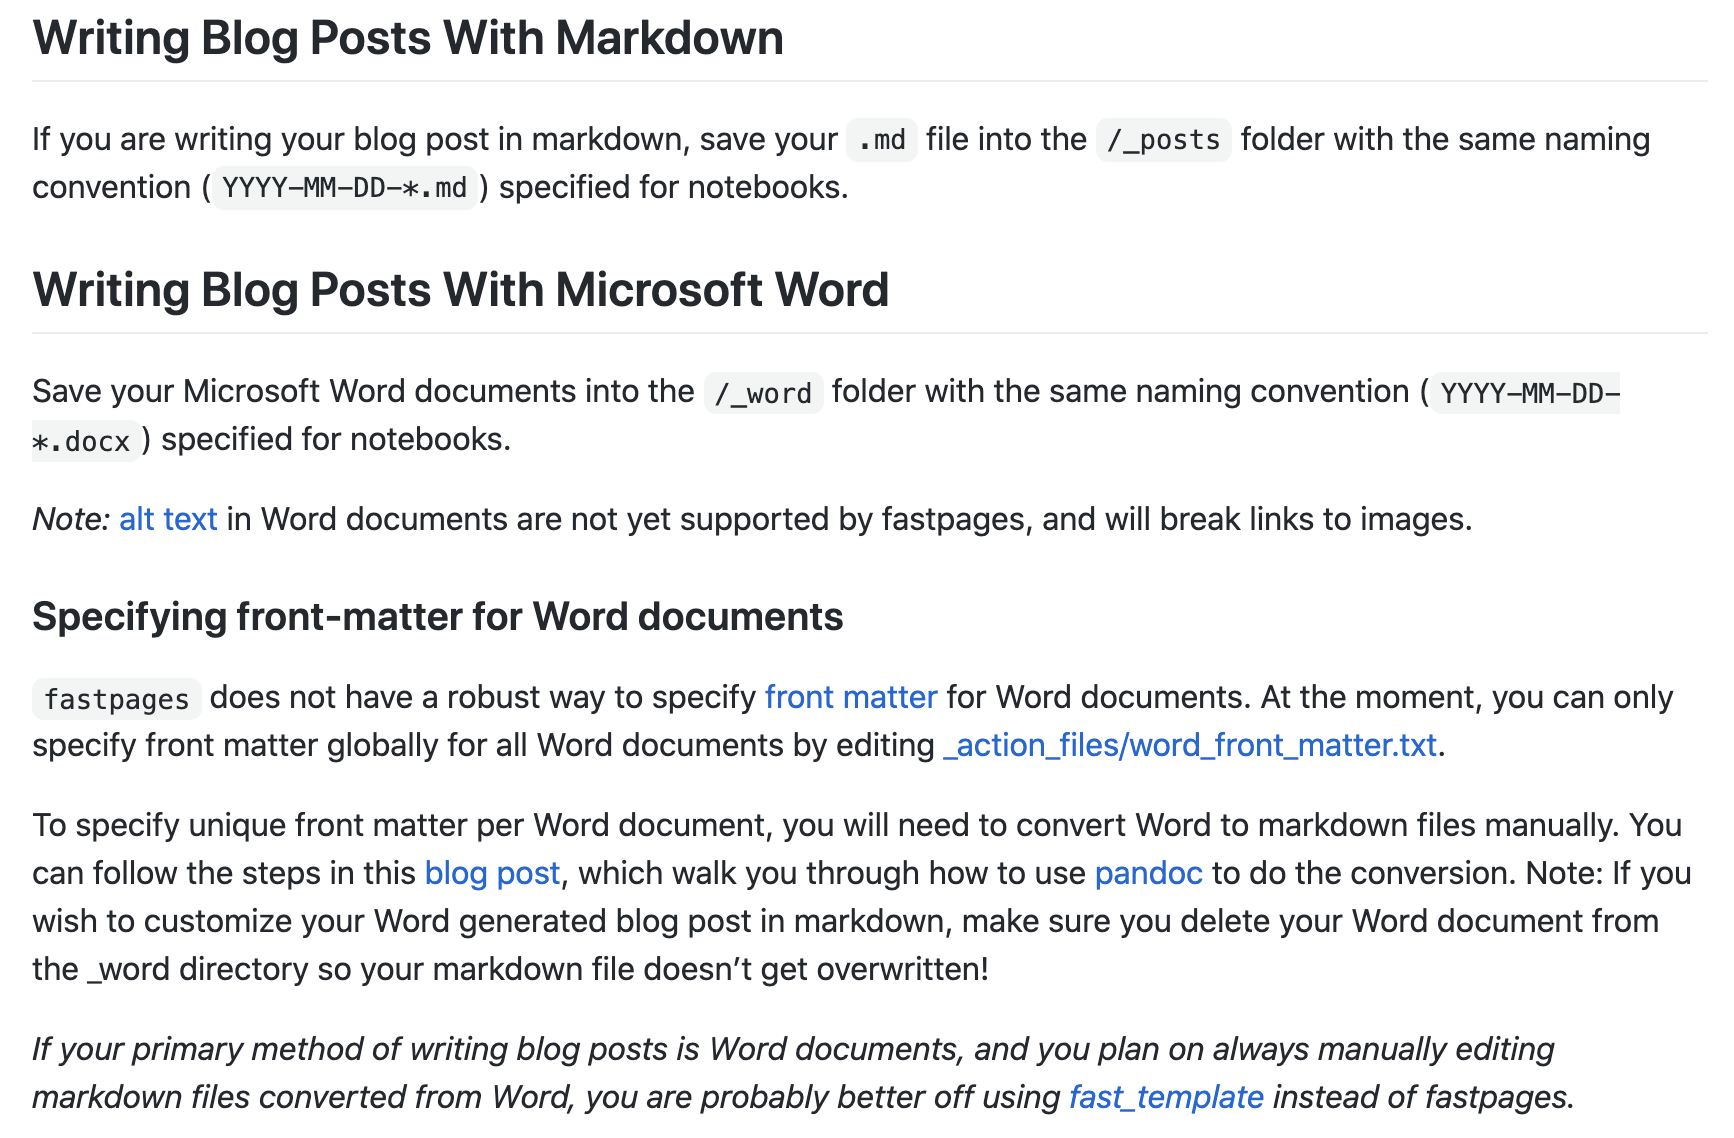 Writing Blog Posts With Markdown
If you are writing your blog post in markdown, save your .md file into the /_posts folder with the same naming
convention (YYYY-MM-DD-*.md) specified for notebooks.
Writing Blog Posts With Microsoft Word
Save your Microsoft Word documents into the /_word folder with the same naming convention (YYYY-MM-DD-
*.docx) specified for notebooks.
Note: alt text in Word documents are not yet supported by fastpages, and will break links to images.
Specifying front-matter for Word documents
fastpages does not have a robust way to specify front matter for Word documents. At the moment, you can only
specify front matter globally for all Word documents by editing _action_files/word_front_matter.txt.
To specify unique front matter per Word document, you will need to convert Word to markdown files manually. You
can follow the steps in this blog post, which walk you through how to use pandoc to do the conversion. Note: If you
wish to customize your Word generated blog post in markdown, make sure you delete your Word document from
the _word directory so your markdown file doesn’t get overwritten!
If your primary method of writing blog posts is Word documents, and you plan on always manually editing
markdown files converted from Word, you are probably better off using fast_template instead of fastpages.